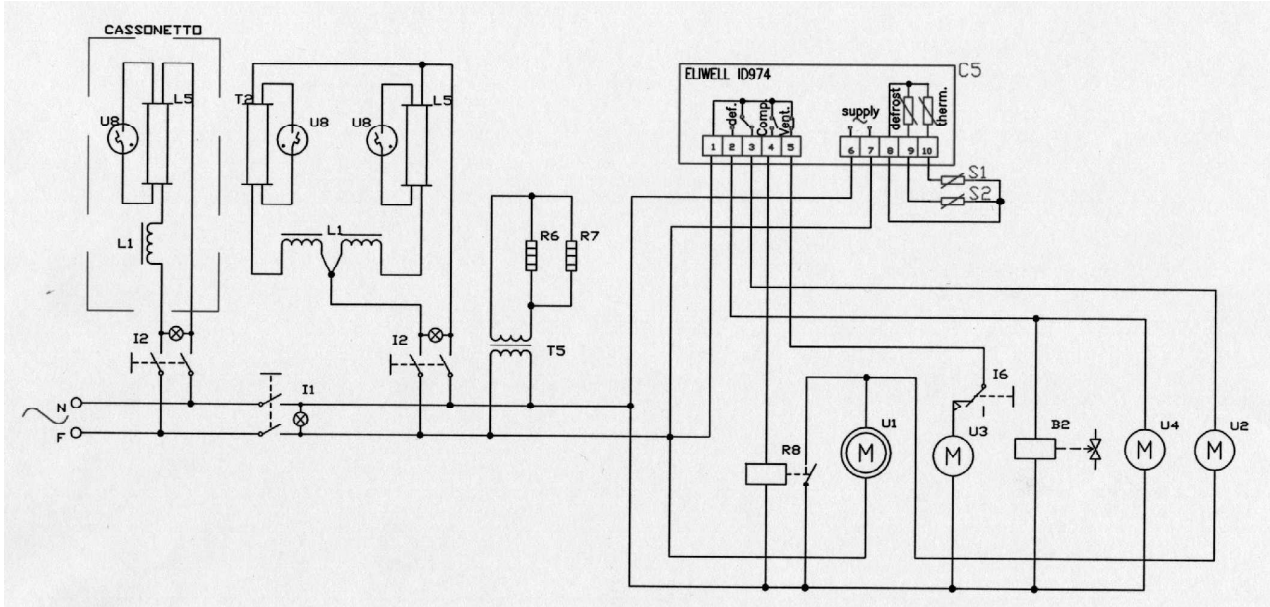 CASSONETTO
L5
U8
T2
U8
U8
L5
L1
L1
I2
I2
I1
N
F
R6
R7
T5
ELIWELL ID974
C5
def.
Comp.
Vent.
supply
defrost
therm.
1 2 3 4 5
6 7 8 9 10
S1
S2
I6
R8
U1
U3
B2
U4
U2
M
M
M
M